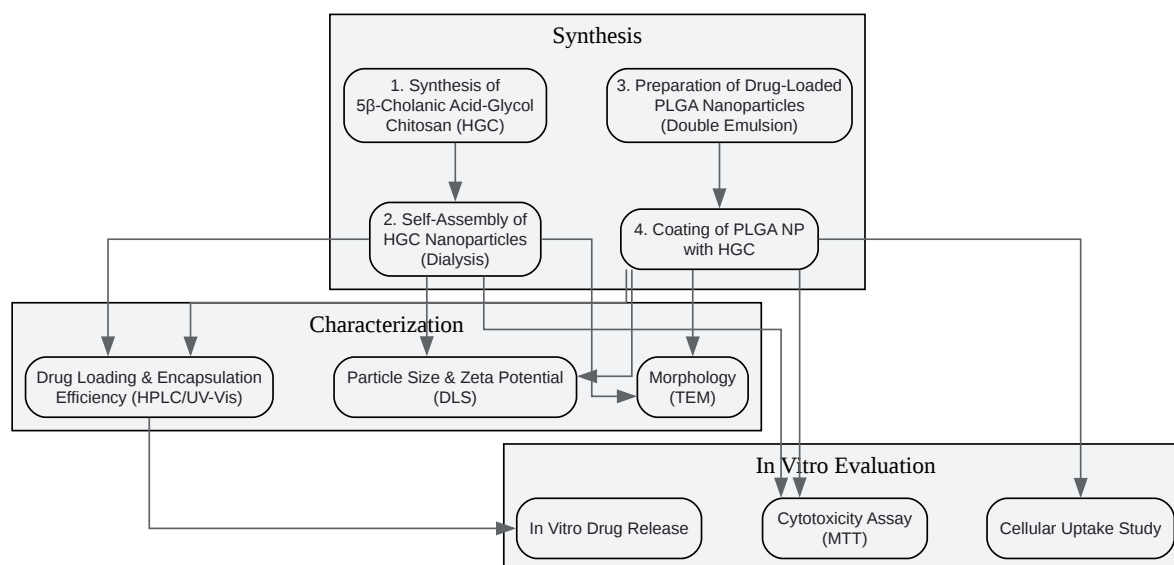 Synthesis
1. Synthesis of
5β-Cholanic Acid-Glycol
Chitosan (HGC)
3. Preparation of Drug-Loaded
PLGA Nanoparticles
(Double Emulsion)
2. Self-Assembly of
HGC Nanoparticles
(Dialysis)
4. Coating of PLGA NP
with HGC
Characterization
Drug Loading & Encapsulation
Efficiency (HPLC/UV-Vis)
Particle Size & Zeta Potential
(DLS)
Morphology
(TEM)
In Vitro Evaluation
In Vitro Drug Release
Cytotoxicity Assay
(MTT)
Cellular Uptake Study